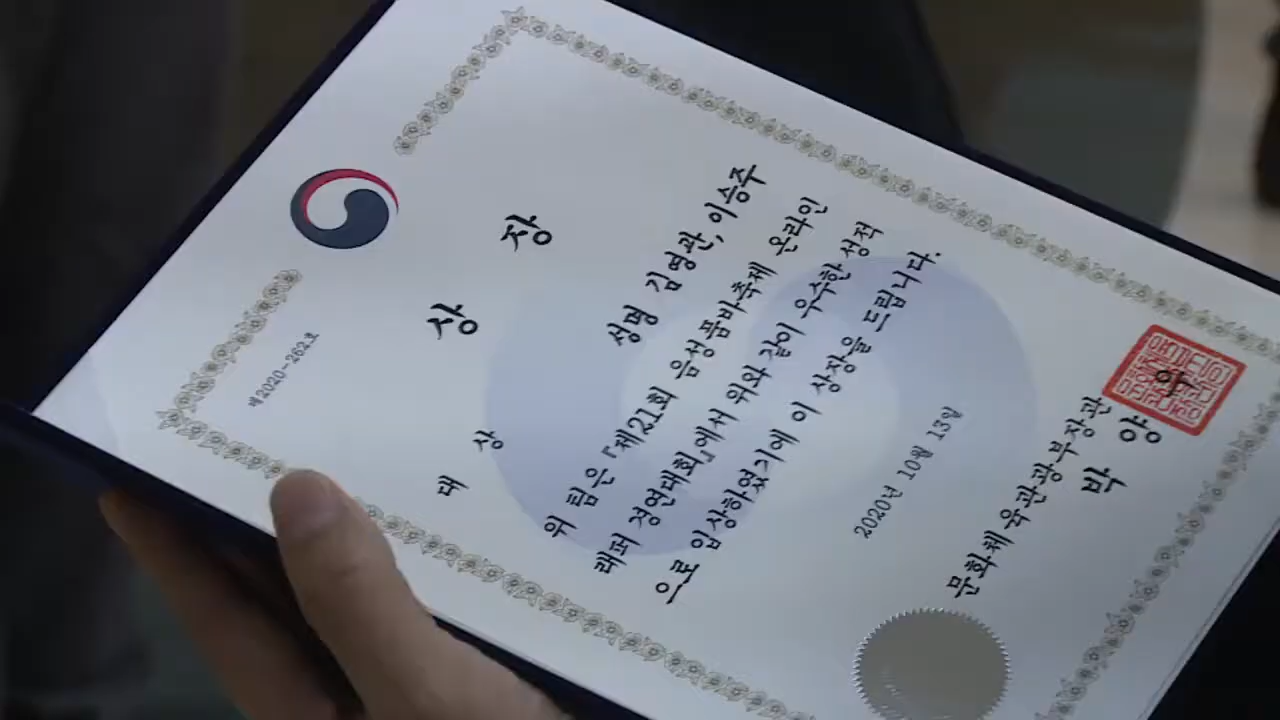 제2020-262호
상 장
대 상
성명 김영관, 이승주
위 팀은 『제21회 음성품바축제 온라인
래퍼 경연대회』에서 위와 같이 우수한 성적
으로 입상하였기에 이 상장을 드립니다.
2020년 10월 13일
문화체육관광부장관
박 양 우